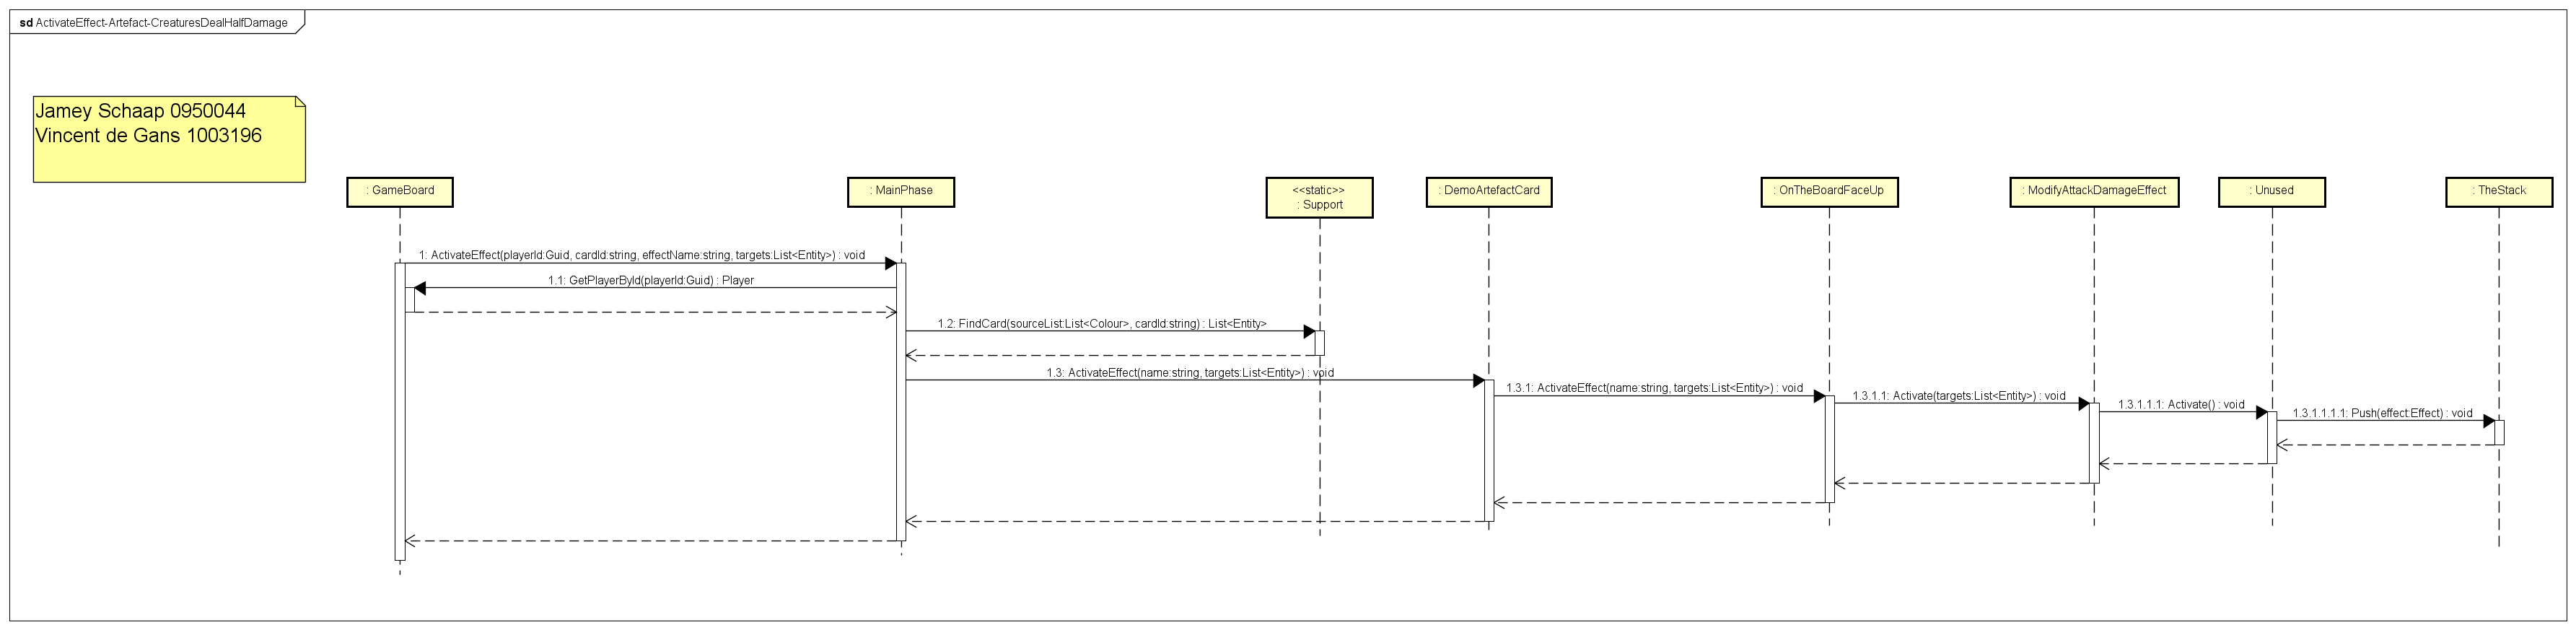 sd ActivateEffect-Artefact-CreaturesDealHalfDamage
Jamey Schaap 0950044
Vincent de Gans 1003196
: GameBoard
: MainPhase
<<static>>
: Support
: DemoArtefactCard
: OnTheBoardFaceUp
: ModifyAttackDamageEffect
: Unused
: TheStack
1: ActivateEffect(playerId:Guid, cardId:string, effectName:string, targets:List<Entity>) : void
1.1: GetPlayerById(playerId:Guid) : Player
1.2: FindCard(sourceList:List<Colour>, cardId:string) : List<Entity>
1.3: ActivateEffect(name:string, targets:List<Entity>) : void
1.3.1: ActivateEffect(name:string, targets:List<Entity>) : void
1.3.1.1: Activate(targets:List<Entity>) : void
1.3.1.1.1: Activate() : void
1.3.1.1.1.1: Push(effect:Effect) : void